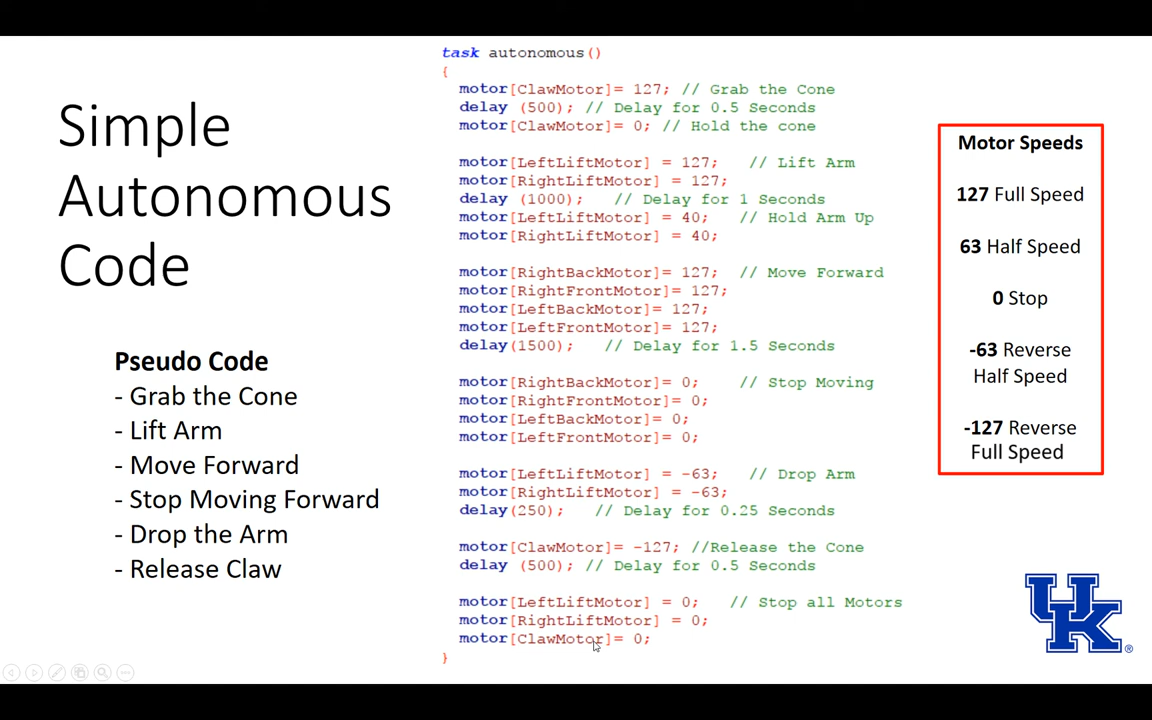 Simple
Autonomous
Code
Pseudo Code
- Grab the Cone
- Lift Arm
- Move Forward
- Stop Moving Forward
- Drop the Arm
- Release Claw
task autonomous()
{
motor[ClawMotor]= 127; // Grab the Cone
delay (500); // Delay for 0.5 Seconds
motor[ClawMotor]= 0; // Hold the cone
motor[LeftLiftMotor] = 127; // Lift Arm
motor[RightLiftMotor] = 127;
delay (1000); // Delay for 1 Seconds
motor[LeftLiftMotor] = 40; // Hold Arm Up
motor[RightLiftMotor] = 40;
motor[RightBackMotor]= 127; // Move Forward
motor[RightFrontMotor]= 127;
motor[LeftBackMotor]= 127;
motor[LeftFrontMotor]= 127;
delay(1500); // Delay for 1.5 Seconds
motor[RightBackMotor]= 0; // Stop Moving
motor[RightFrontMotor]= 0;
motor[LeftBackMotor]= 0;
motor[LeftFrontMotor]= 0;
motor[LeftLiftMotor] = -63; // Drop Arm
motor[RightLiftMotor] = -63;
delay(250); // Delay for 0.25 Seconds
motor[ClawMotor]= -127; //Release the Cone
delay (500); // Delay for 0.5 Seconds
motor[LeftLiftMotor] = 0; // Stop all Motors
motor[RightLiftMotor] = 0;
motor[ClawMotor]= 0;
}
Motor Speeds
127 Full Speed
63 Half Speed
0 Stop
-63 Reverse
Half Speed
-127 Reverse
Full Speed
UK®